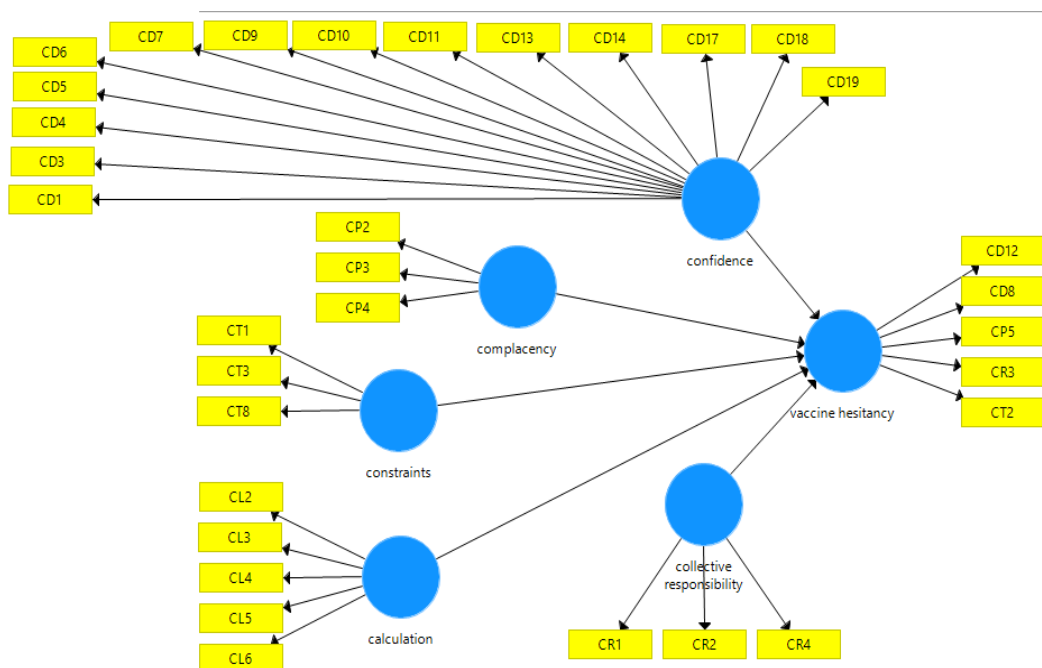 CD7
CD9
CD10
CD11
CD13
CD14
CD17
CD18
CD6
CD5
CD19
CD4
CD3
CD1
confidence
CP2
CP3
CP4
complacency
CD12
CD8
CP5
CR3
CT2
vaccine hesitancy
CT1
CT3
CT8
constraints
CL2
CL3
CL4
CL5
CL6
calculation
collective
responsibility
CR1
CR2
CR4